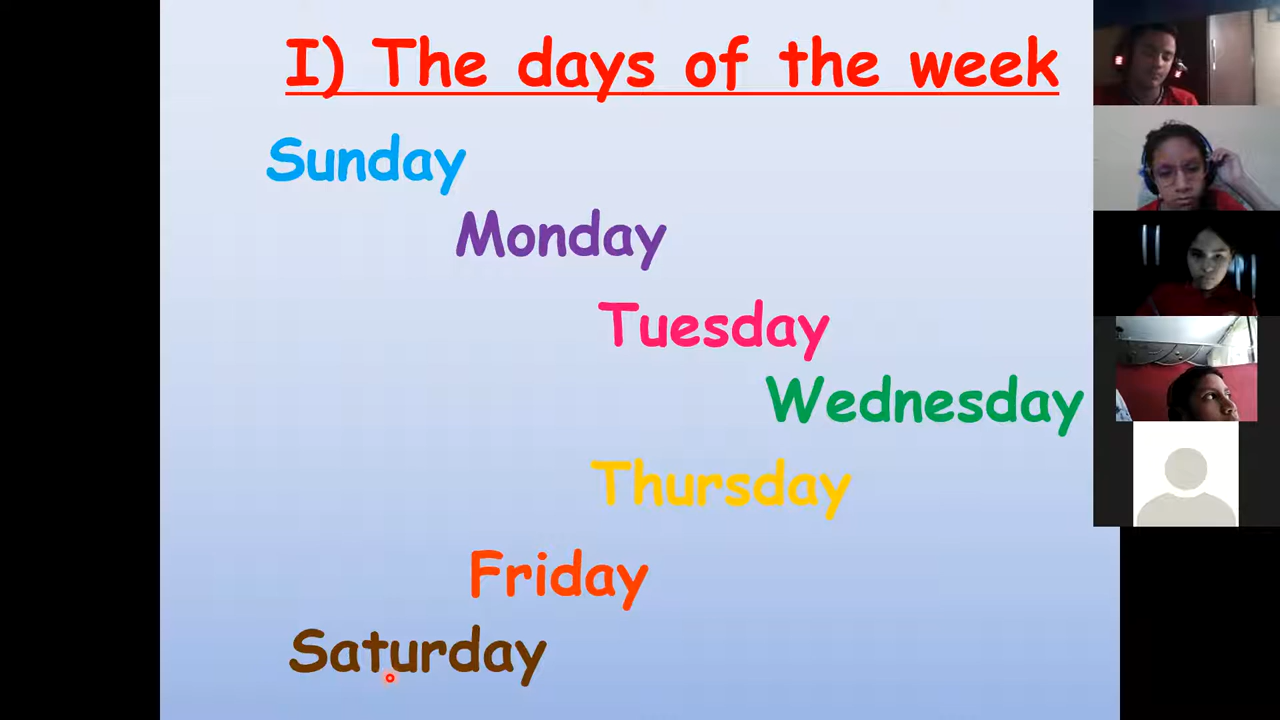 I) The days of the week
Sunday
Monday
Tuesday
Wednesday
Thursday
Friday
Saturday